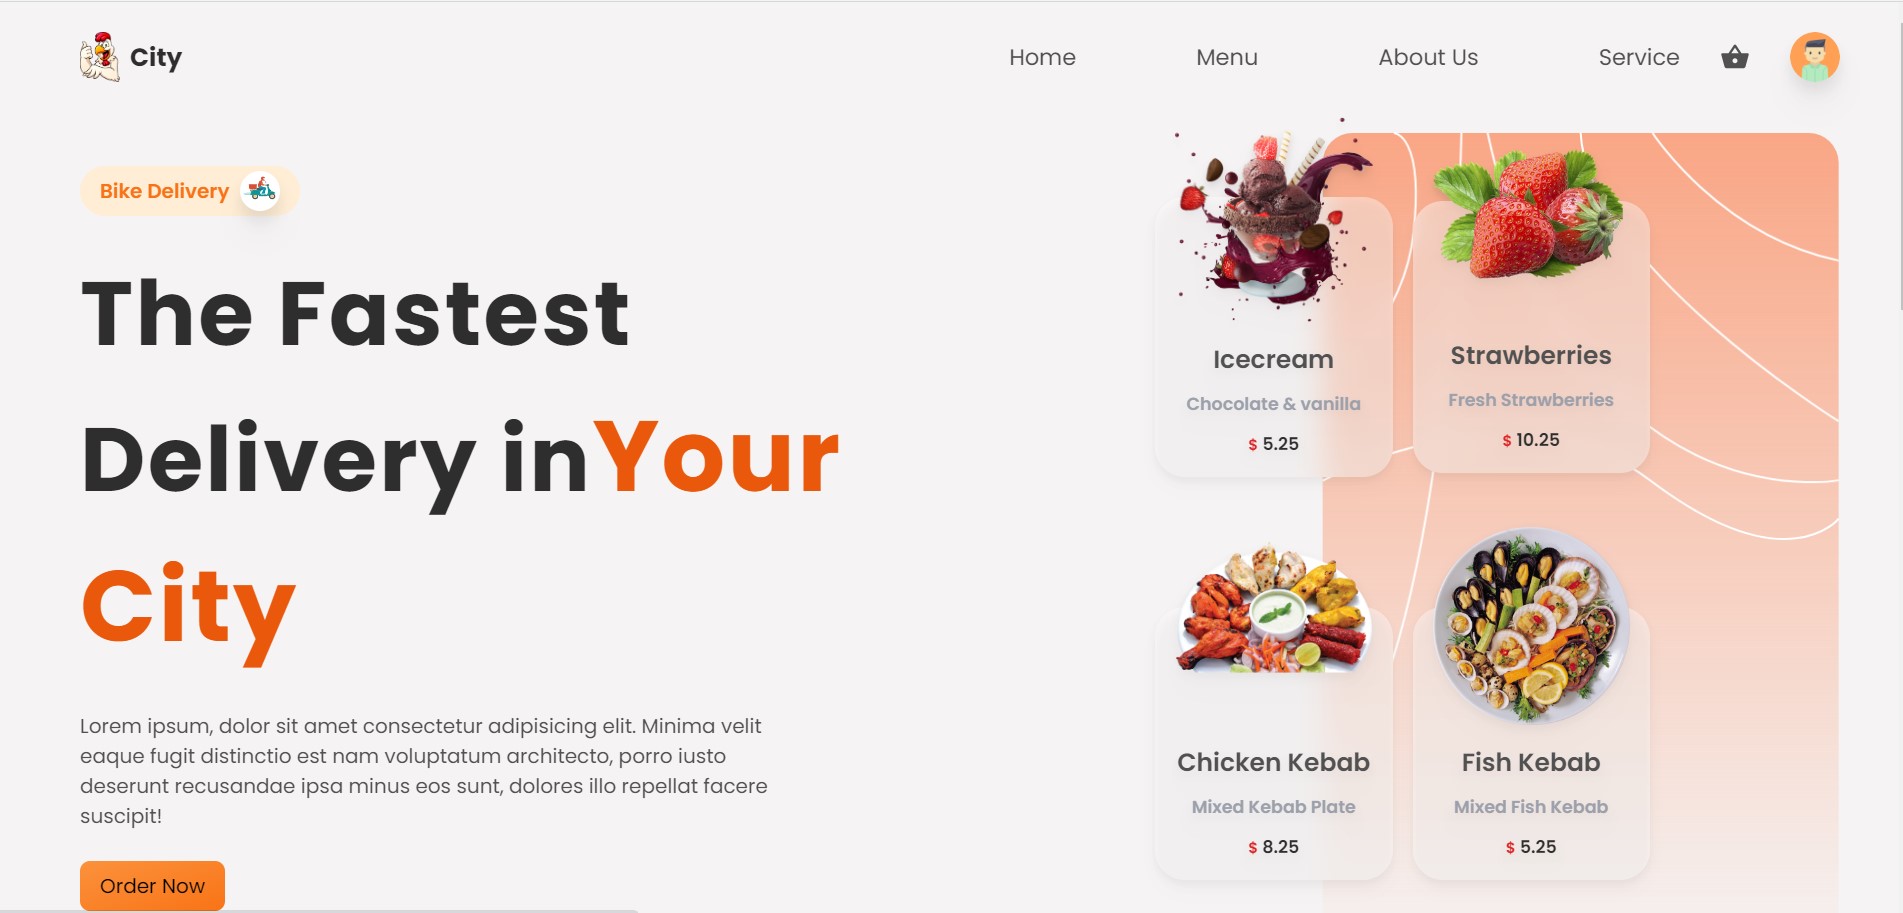 City
Home
Menu
About Us
Service
Bike Delivery
The Fastest
Delivery inYour
City
Lorem ipsum, dolor sit amet consectetur adipisicing elit. Minima velit
eaque fugit distinctio est nam voluptatum architecto, porro iusto
deserunt recusandae ipsa minus eos sunt, dolores illo repellat facere
suscipit!
Order Now
Icecream
Chocolate & vanilla
$ 5.25
Strawberries
Fresh Strawberries
$ 10.25
Chicken Kebab
Mixed Kebab Plate
$ 8.25
Fish Kebab
Mixed Fish Kebab
$ 5.25